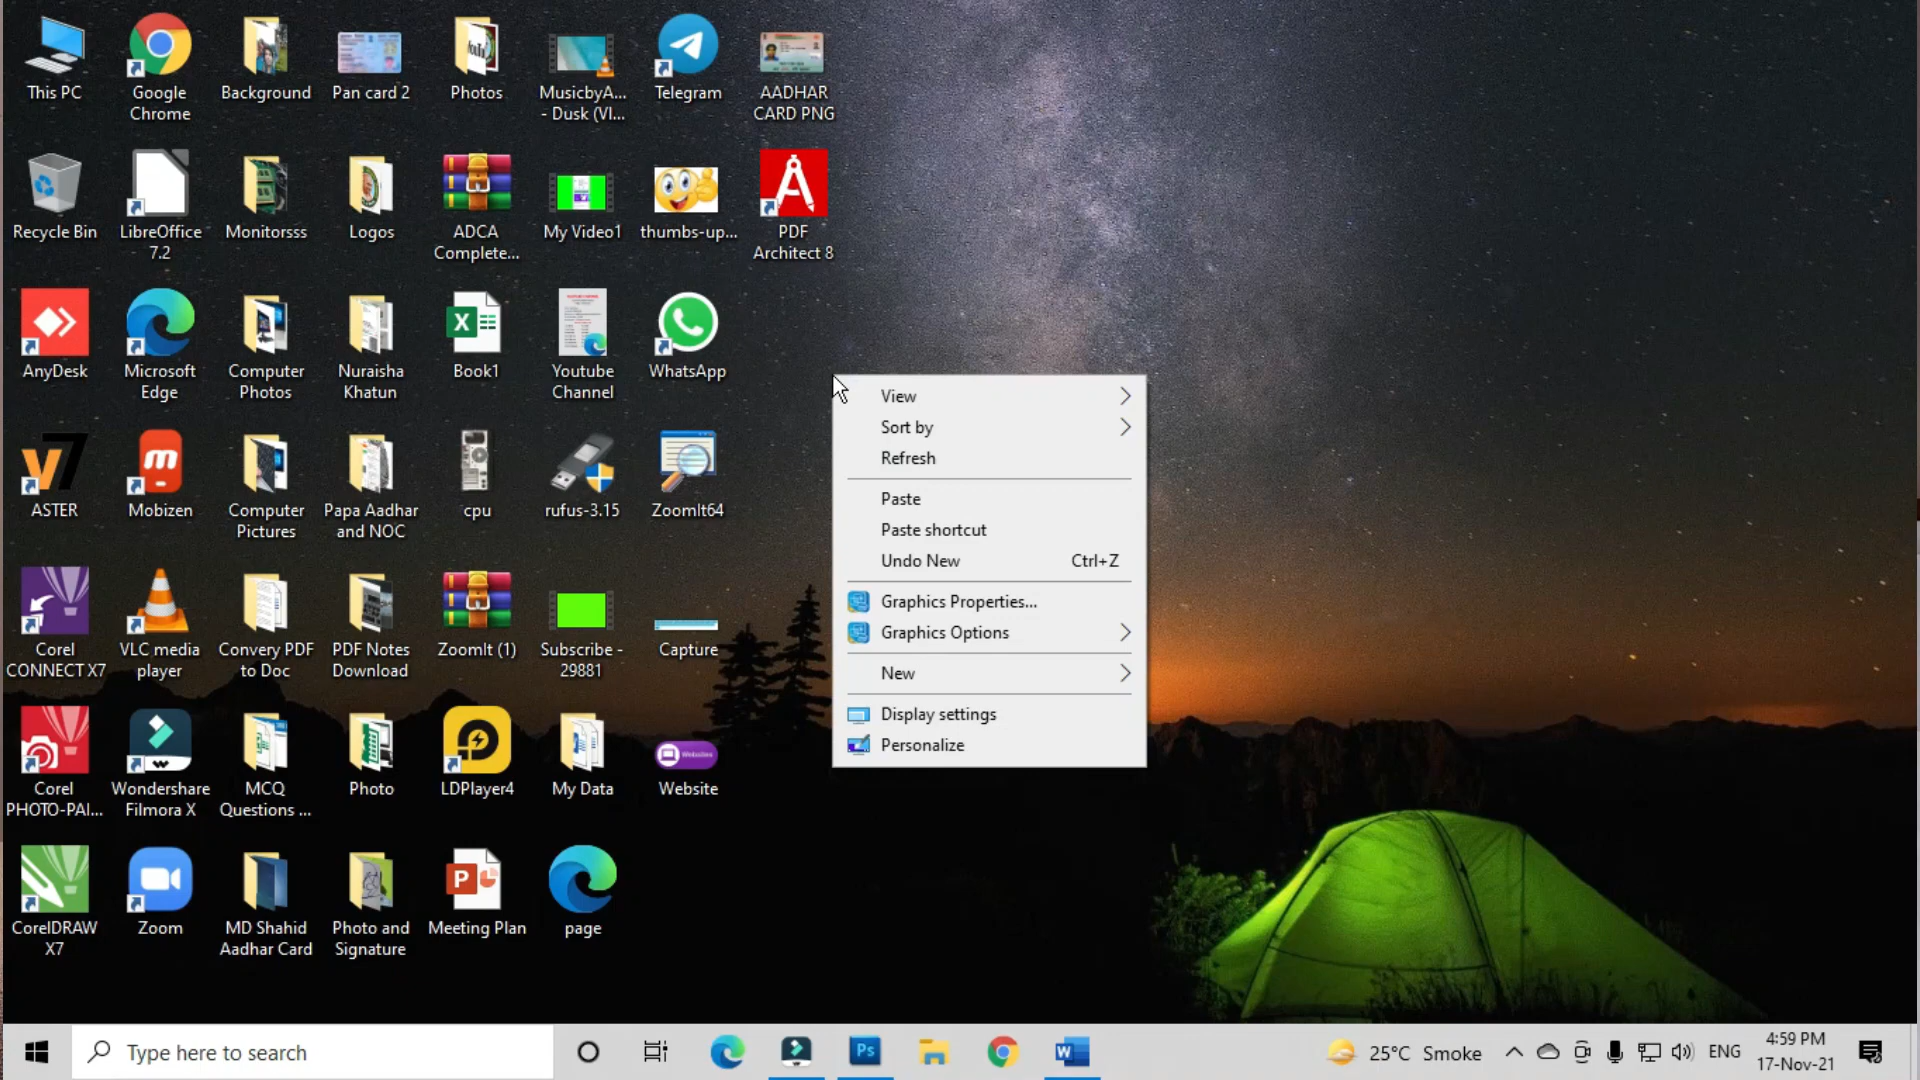 This PC
Google
Chrome
Background
Pan card 2
Photos
MusicbyA...
- Dusk (Vl...
Telegram
AADHAR
CARD PNG
Recycle Bin
LibreOffice
7.2
Monitorsss
Logos
ADCA
Complete...
My Video1
thumbs-up...
PDF
Architect 8
AnyDesk
Microsoft
Edge
Computer
Photos
Nuraisha
Khatun
Book1
Youtube
Channel
WhatsApp
ASTER
Mobizen
Computer
Pictures
Papa Aadhar
and NOC
cpu
rufus-3.15
ZoomIt64
Corel
CONNECT X7
VLC media
player
Convery PDF
to Doc
PDF Notes
Download
ZoomIt (1)
Subscribe -
29881
Capture
Corel
PHOTO-PAI...
Wondershare
Filmora X
MCQ
Questions ...
Photo
LDPlayer4
My Data
Website
CorelDRAW
X7
Zoom
MD Shahid
Aadhar Card
Photo and
Signature
Meeting Plan
page
View
Sort by
Refresh
Paste
Paste shortcut
Undo New Ctrl+Z
Graphics Properties...
Graphics Options
New
Display settings
Personalize
Type here to search
Ps
25°C Smoke
ENG
4:59 PM
17-Nov-21